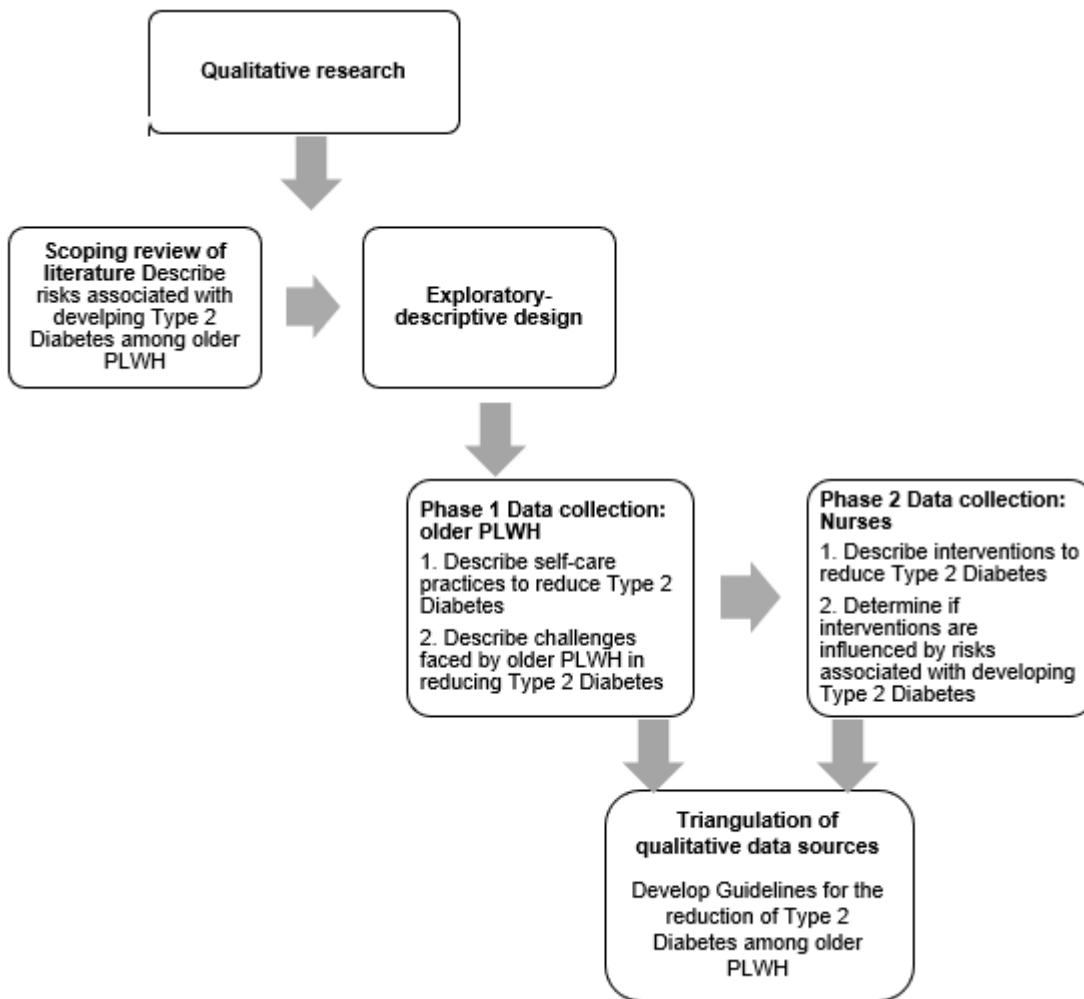 Qualitative research
Scoping review of
literature Describe
risks associated with
develping Type 2
Diabetes among older
PLWH
Exploratory-
descriptive design
Phase 1 Data collection:
older PLWH
1. Describe self-care
practices to reduce Type 2
Diabetes
2. Describe challenges
faced by older PLWH in
reducing Type 2 Diabetes
Phase 2 Data collection:
Nurses
1. Describe interventions to
reduce Type 2 Diabetes
2. Determine if
interventions are
influenced by risks
associated with developing
Type 2 Diabetes
Triangulation of
qualitative data sources
Develop Guidelines for the
reduction of Type 2
Diabetes among older
PLWH